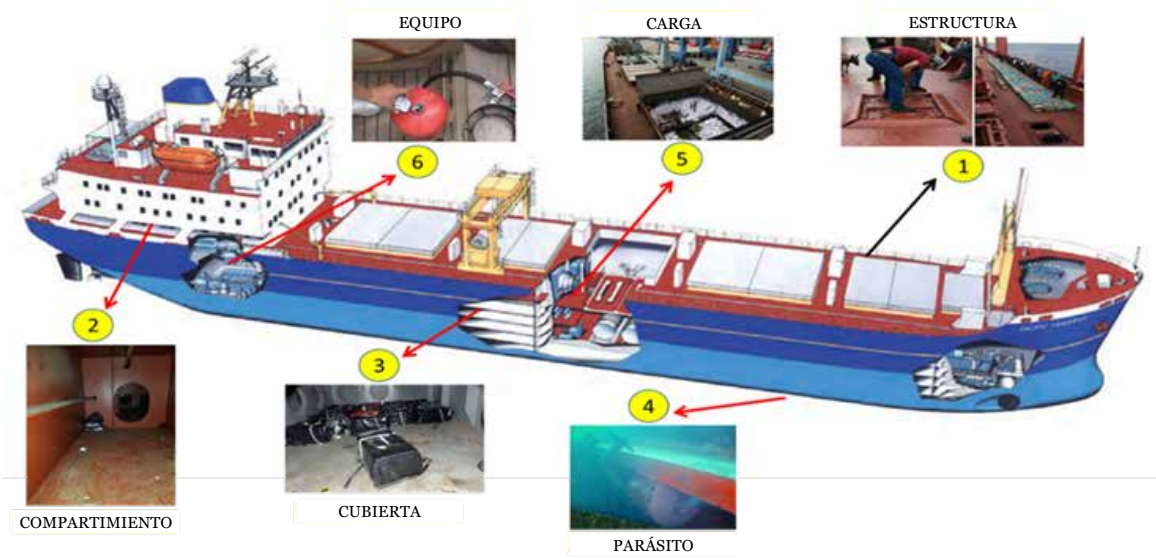 EQUIPO
CARGA
ESTRUCTURA
6
5
1
2
3
4
COMPARTIMIENTO
CUBIERTA
PARÁSITO